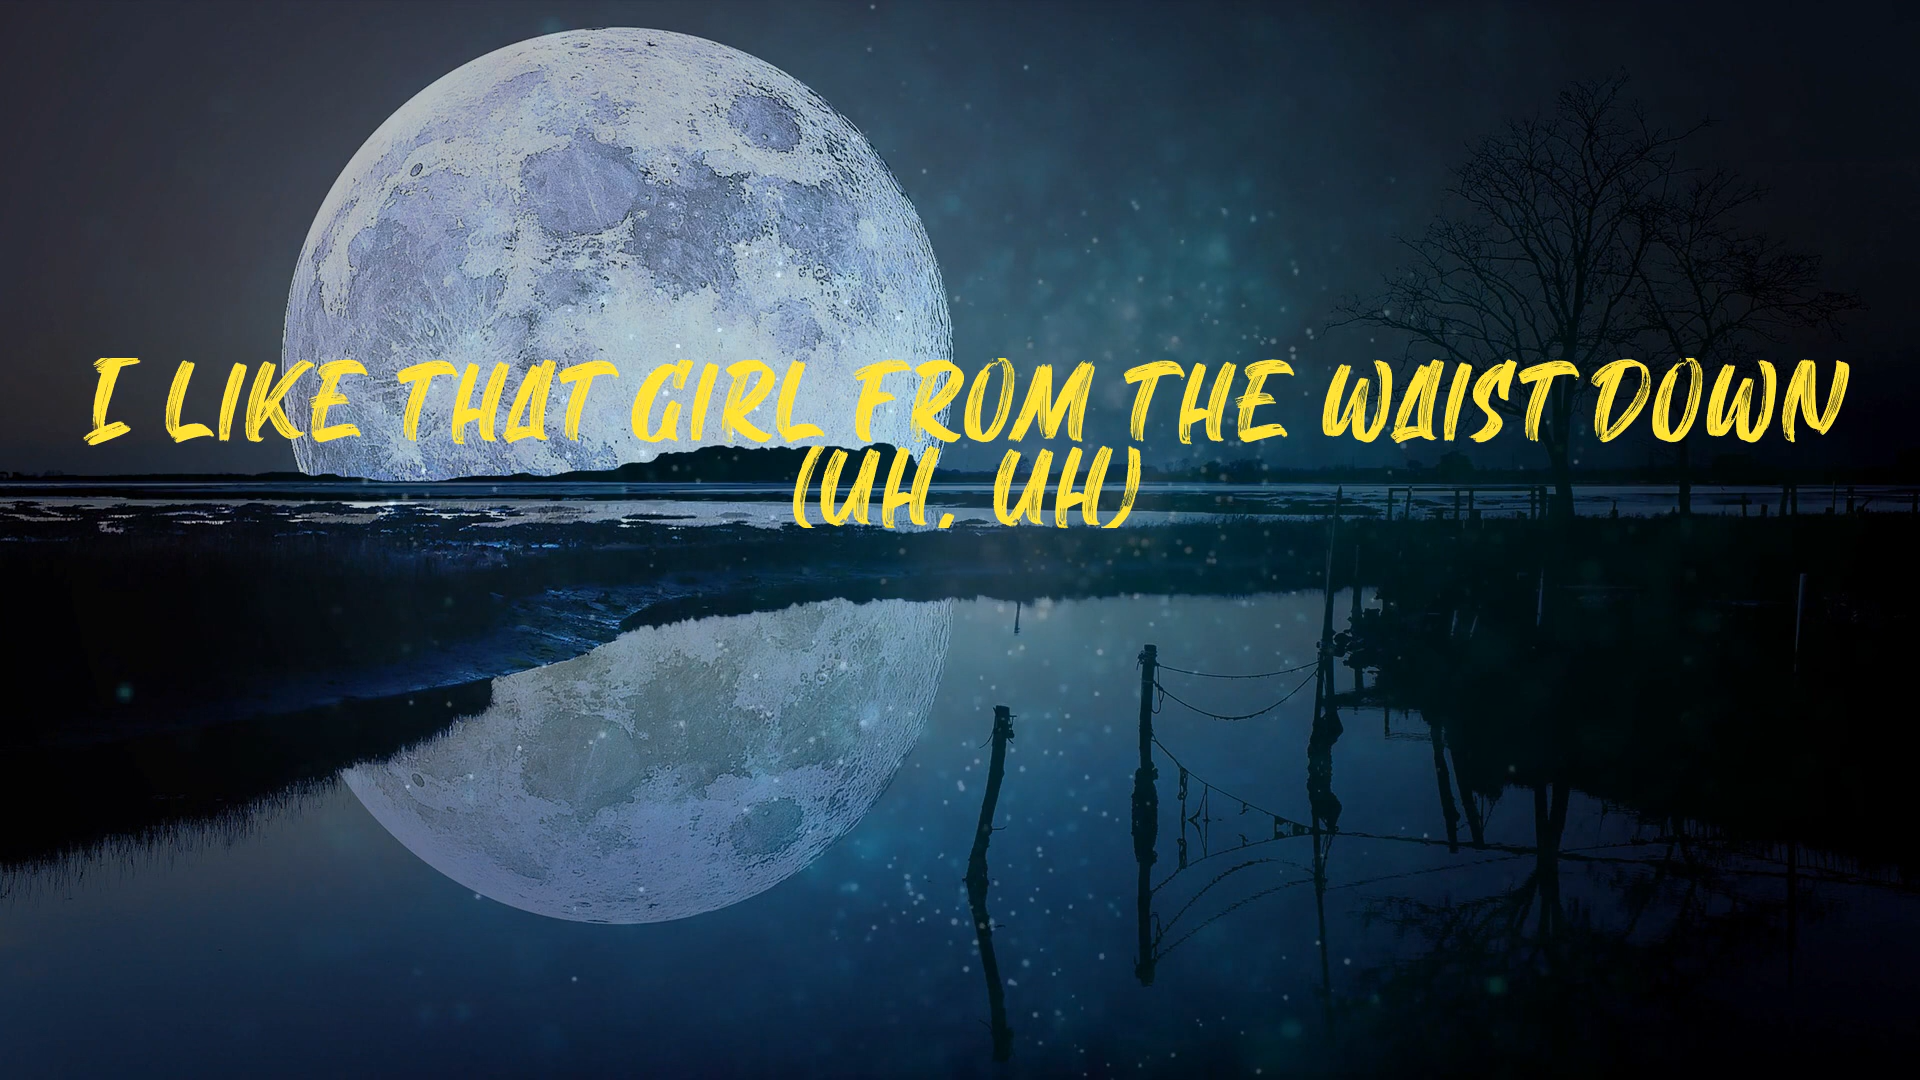 I LIKE THAT GIRL FROM THE WAIST DOWN
(UH, UH)